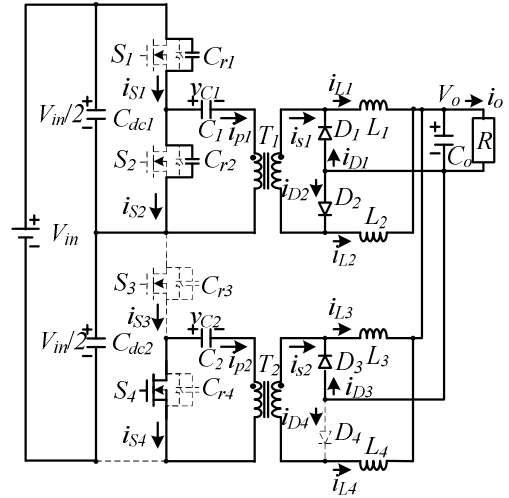 S1 Cr1
iS1
Vin/2 Cdc1
vC1
C1 ip1 T1 is1
iL1
L1
Vo io
D1
iD1
Co R
S2 Cr2
iS2
iD2 D2
L2
iL2
Vin
S3 Cr3
iS3
Vin/2 Cdc2
vC2
C2 ip2 T2 is2
iL3
L3
D3
iD3
S4 Cr4
iS4
iD4 D4
L4
iL4